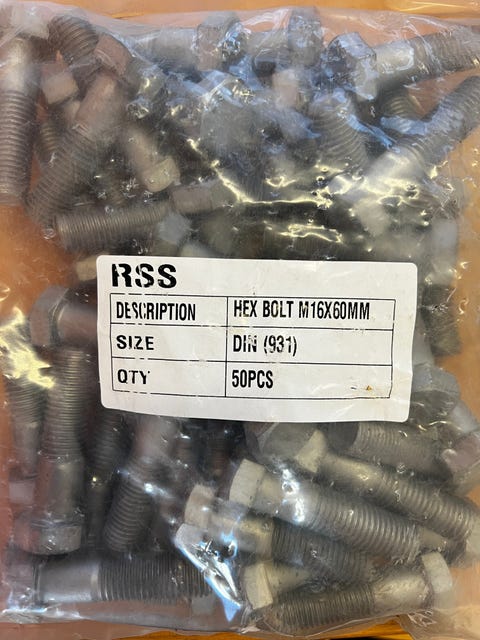 RSS
DESCRIPTION HEX BOLT M16X60MM
SIZE DIN (931)
QTY 50PCS